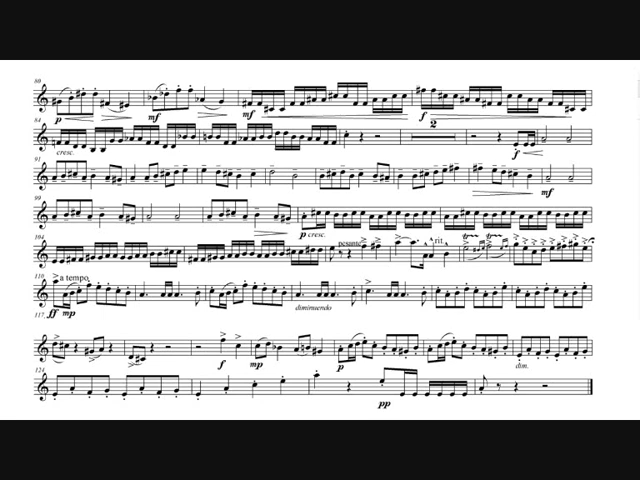 80
p mf mf f
84 2
cresc. f
91
mf
99
p cresc.
104 pesante rit.
110 a tempo
ff mp diminuendo
117
f mp p dim.
124
pp